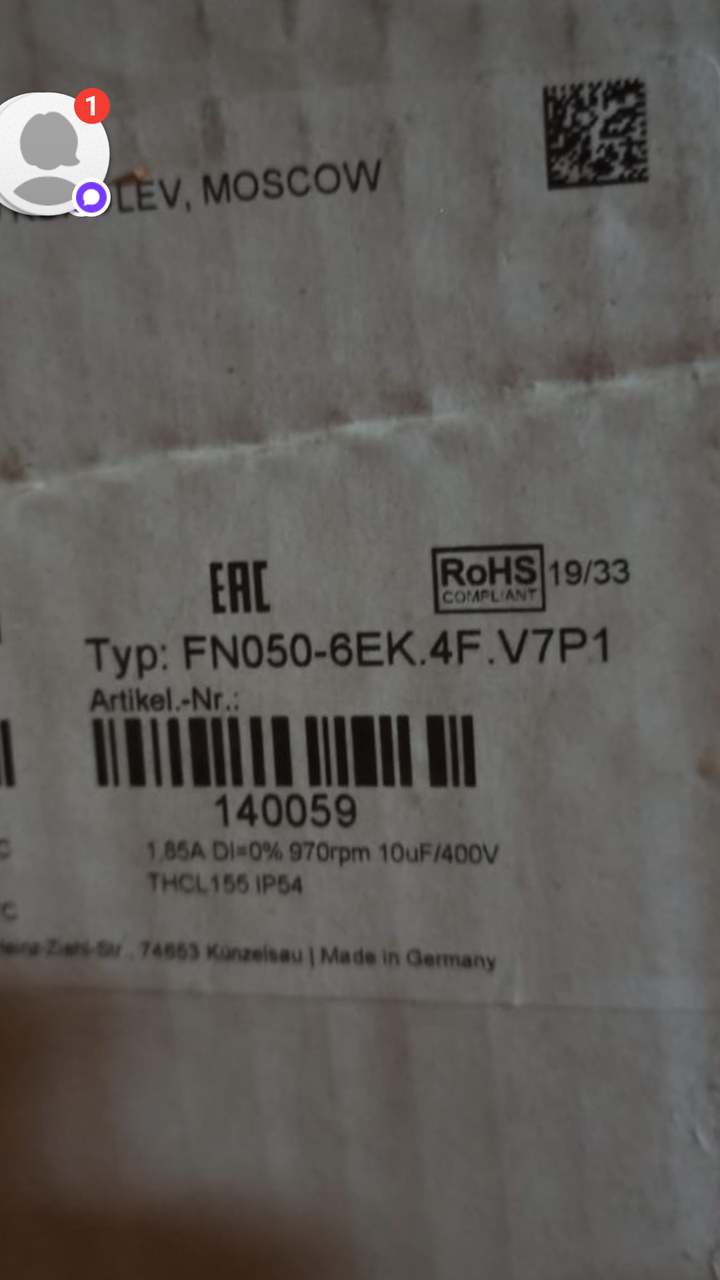 1
LEV, MOSCOW
EAC
RoHS 19/33
COMPLIANT
Typ: FN050-6EK.4F.V7P1
Artikel.-Nr.:
140059
1.85A DI=0% 970rpm 10uF/400V
THCL155 IP54
74653 Künzelsau | Made in Germany